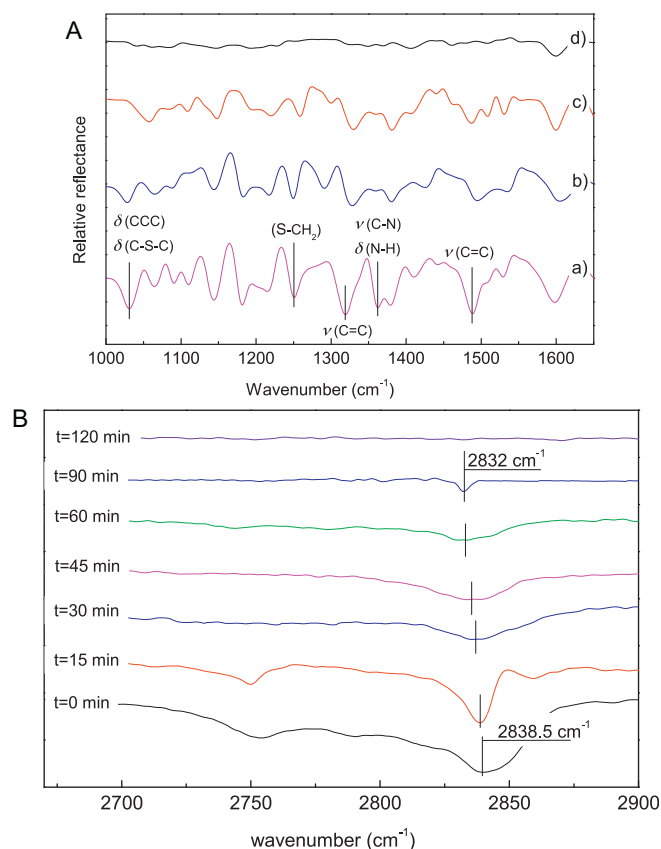 A
Relative reflectance
d)
c)
b)
a)
δ (CCC)
δ (C-S-C)
(S-CH₂)
ν (C=C)
ν (C-N)
δ (N-H)
ν (C=C)
1000 1100 1200 1300 1400 1500 1600
Wavenumber (cm⁻¹)
B
t=120 min
t=90 min
2832 cm⁻¹
t=60 min
t=45 min
t=30 min
t=15 min
t=0 min
2838.5 cm⁻¹
2700 2750 2800 2850 2900
wavenumber (cm⁻¹)